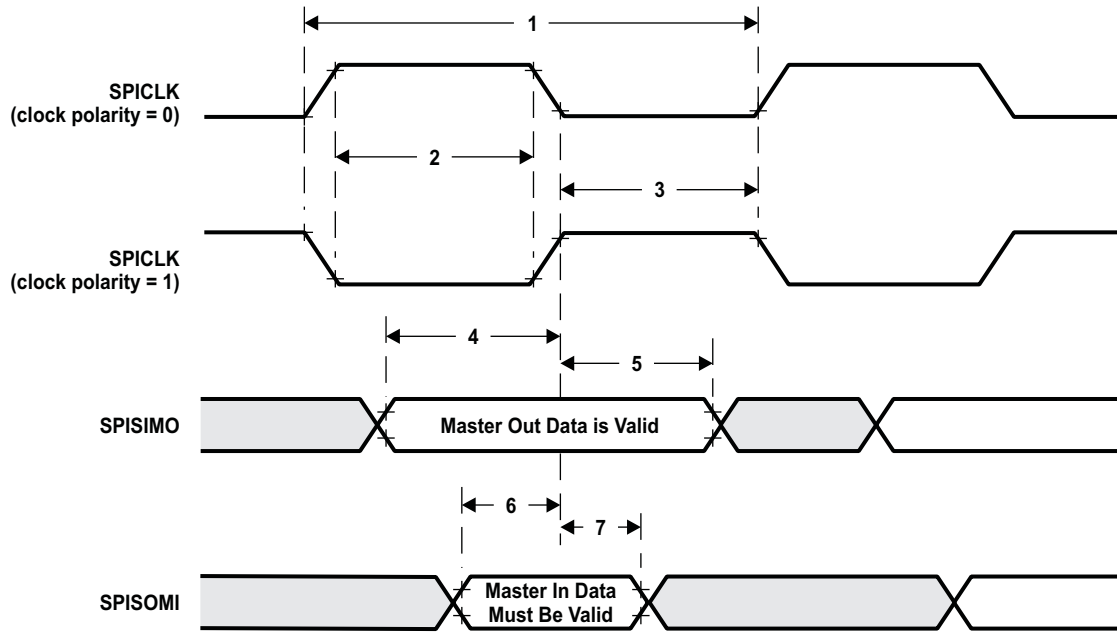 1
SPICLK
(clock polarity = 0)
2
3
SPICLK
(clock polarity = 1)
4
5
SPISIMO
Master Out Data is Valid
6
7
SPISOMI
Master In Data
Must Be Valid